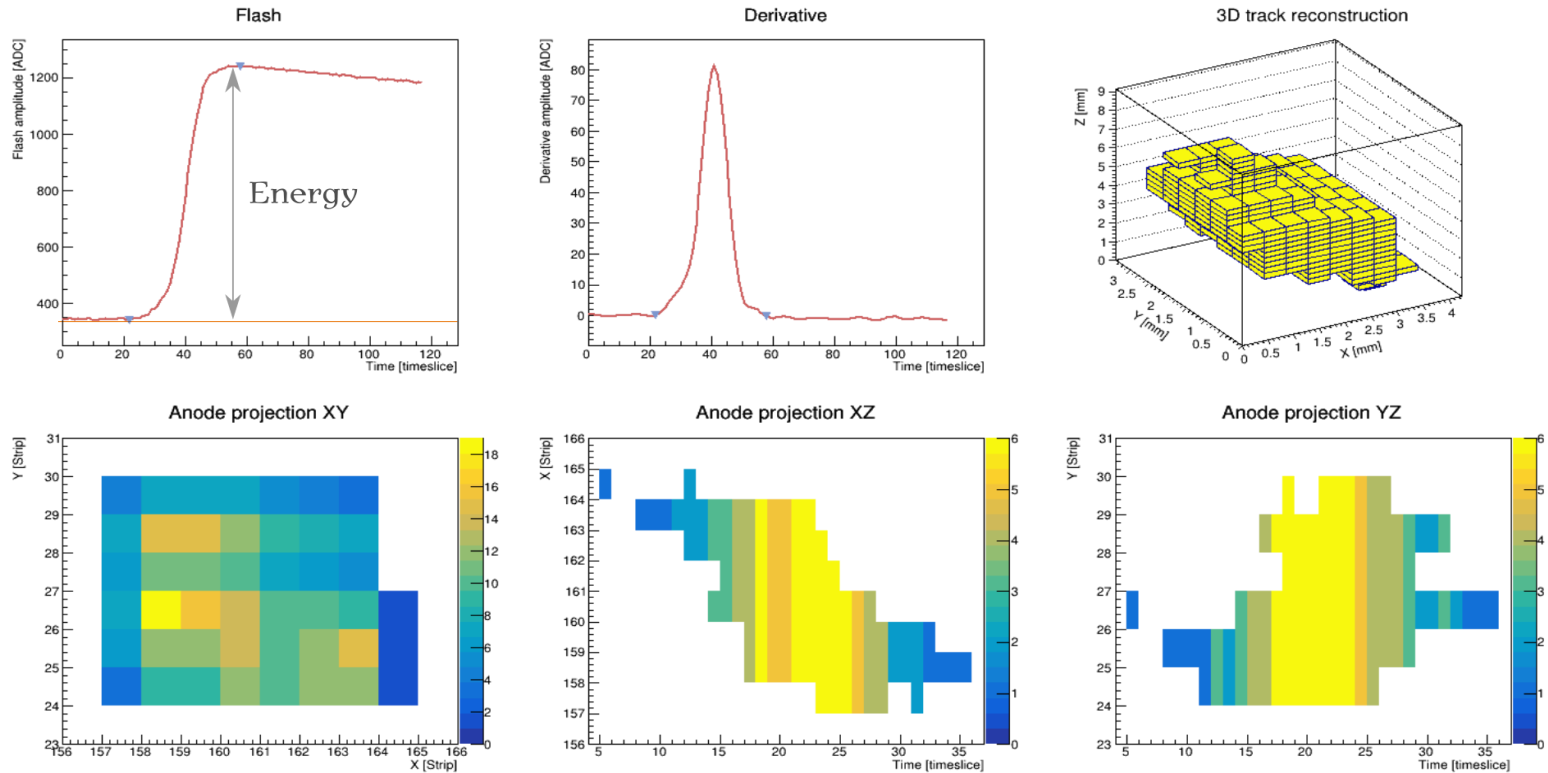 Flash
Flash amplitude [ADC]
1200
1000
800
600
400
0 20 40 60 80 100 120
Time [timeslice]
Energy
Derivative
Derivative amplitude [ADC]
80
70
60
50
40
30
20
10
0
0 20 40 60 80 100 120
Time [timeslice]
3D track reconstruction
Z [mm]
9
8
7
6
5
4
3
2
1
0
3 2.5 2 1.5 1 0.5 0
Y [mm]
0 0.5 1 1.5 2 2.5 3 3.5 4
X [mm]
Anode projection XY
Y [Strip]
31
30
29
28
27
26
25
24
23
156 157 158 159 160 161 162 163 164 165 166
X [Strip]
18
16
14
12
10
8
6
4
2
0
Anode projection XZ
X [Strip]
166
165
164
163
162
161
160
159
158
157
156
5 10 15 20 25 30 35
Time [timeslice]
6
5
4
3
2
1
0
Anode projection YZ
Y [Strip]
31
30
29
28
27
26
25
24
23
5 10 15 20 25 30 35
Time [timeslice]
6
5
4
3
2
1
0